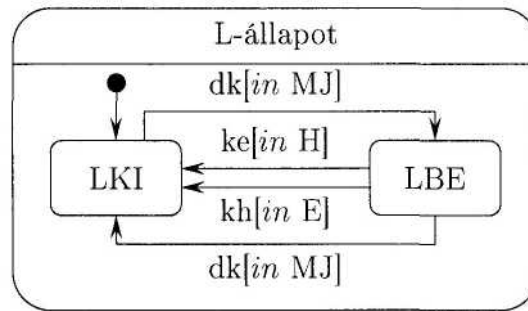 L-állapot
dk[in MJ]
ke[in H]
LKI
LBE
kh[in E]
dk[in MJ]